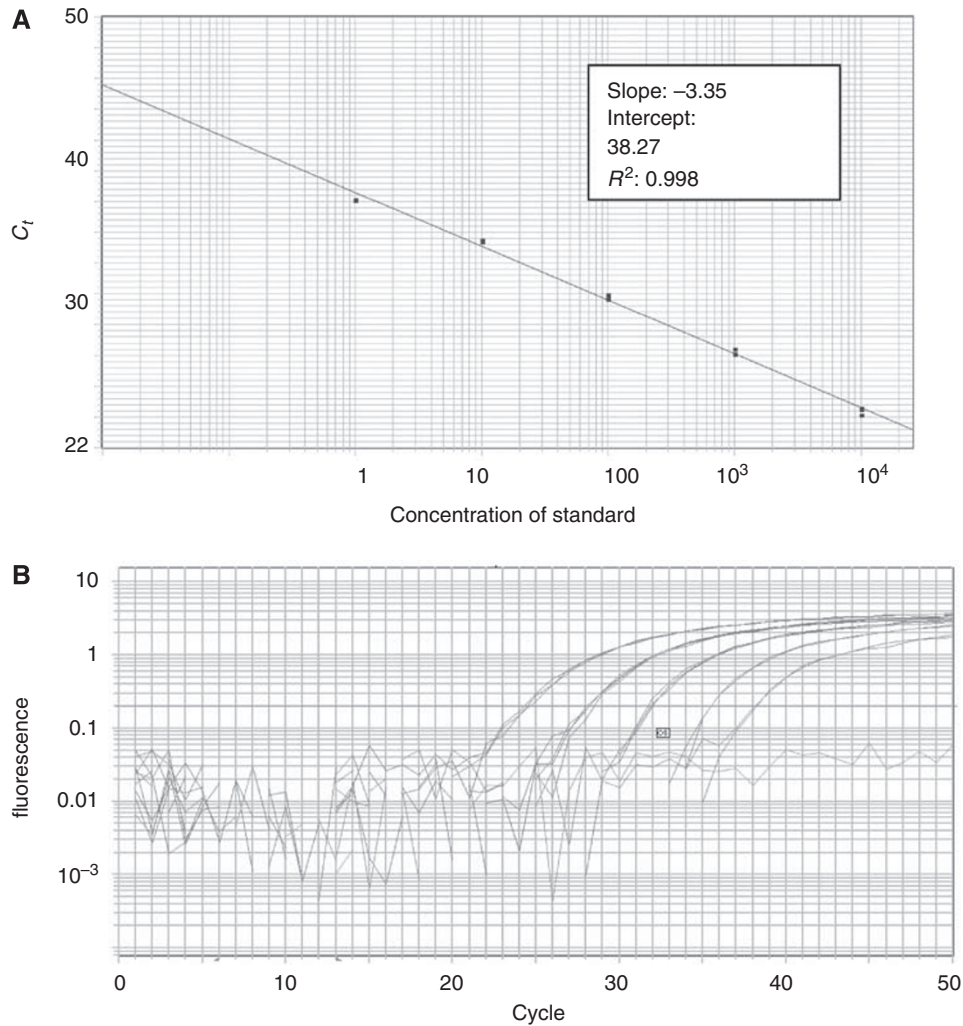 A
50
40
30
22
C_t
Slope: –3.35
Intercept:
38.27
R²: 0.998
1 10 100 10³ 10⁴
Concentration of standard
B
10
1
0.1
0.01
10⁻³
fluorescence
0 10 20 30 40 50
Cycle